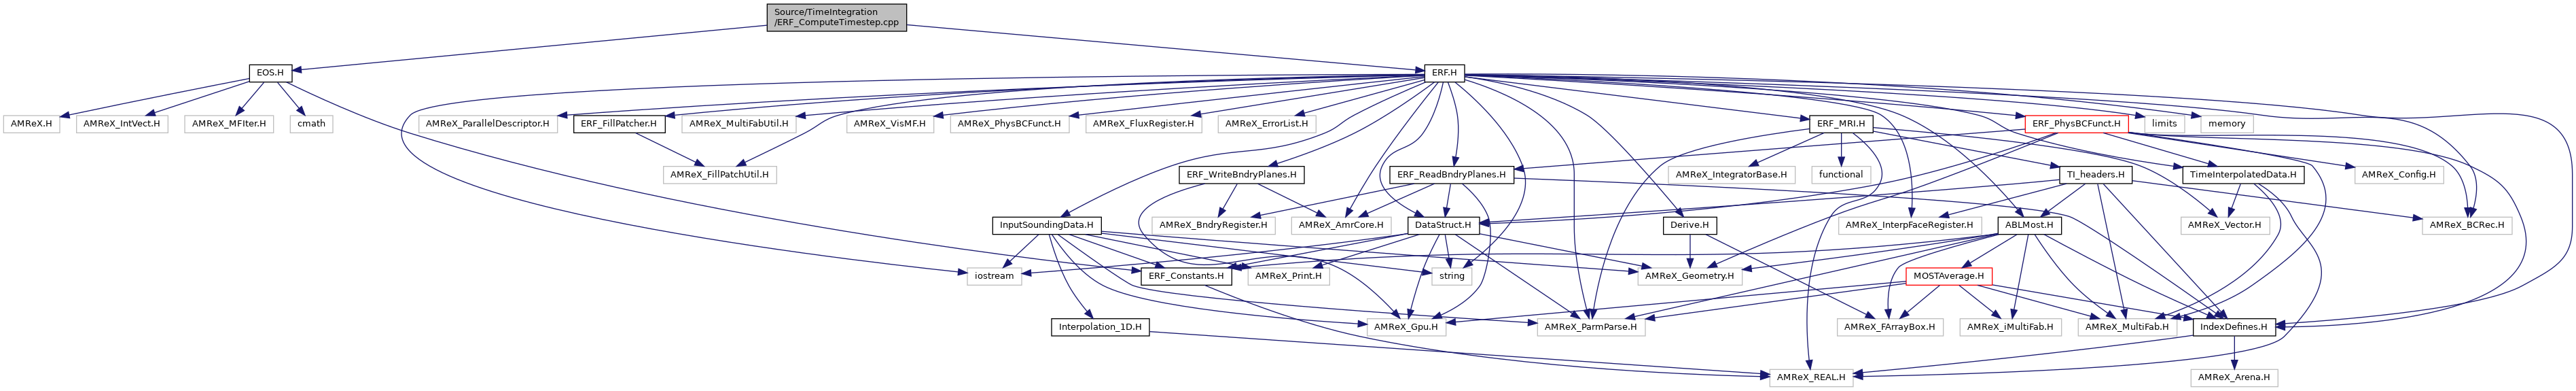 Source/TimeIntegration
/ERF_ComputeTimestep.cpp
EOS.H
ERF.H
AMReX.H
AMReX_IntVect.H
AMReX_MFIter.H
cmath
AMReX_ParallelDescriptor.H
ERF_FillPatcher.H
AMReX_MultiFabUtil.H
AMReX_VisMF.H
AMReX_PhysBCFunct.H
AMReX_FluxRegister.H
AMReX_ErrorList.H
ERF_MRI.H
ERF_PhysBCFunct.H
limits
memory
AMReX_FillPatchUtil.H
ERF_WriteBndryPlanes.H
ERF_ReadBndryPlanes.H
AMReX_IntegratorBase.H
functional
TI_headers.H
TimeInterpolatedData.H
AMReX_Config.H
InputSoundingData.H
AMReX_BndryRegister.H
AMReX_AmrCore.H
DataStruct.H
Derive.H
AMReX_InterpFaceRegister.H
ABLMost.H
AMReX_Vector.H
AMReX_BCRec.H
iostream
ERF_Constants.H
AMReX_Print.H
string
AMReX_Geometry.H
MOSTAverage.H
Interpolation_1D.H
AMReX_Gpu.H
AMReX_ParmParse.H
AMReX_FArrayBox.H
AMReX_iMultiFab.H
AMReX_MultiFab.H
IndexDefines.H
AMReX_REAL.H
AMReX_Arena.H